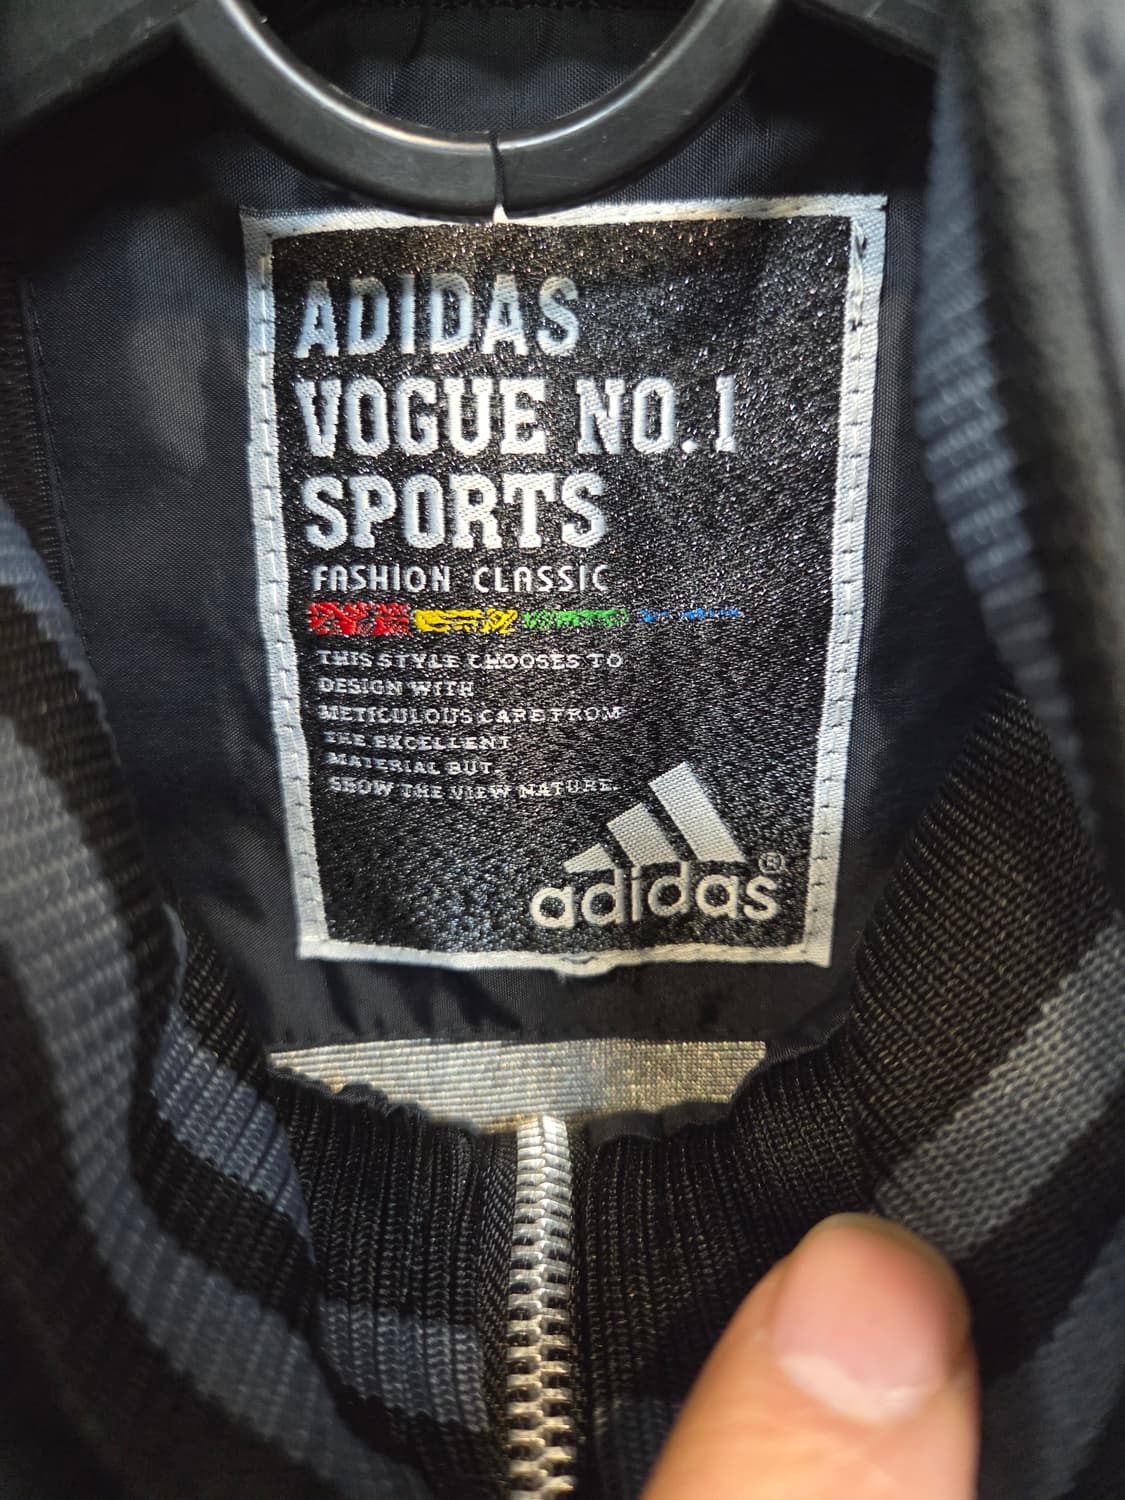 ADIDAS
VOGUE NO.1
SPORTS
FASHION CLASSIC
THIS STYLE CHOOSES TO
DESIGN WITH
METICULOUS CARE FROM
THE EXCELLENT
MATERIAL BUT
SHOW THE VIEW NATURE.
adidas®